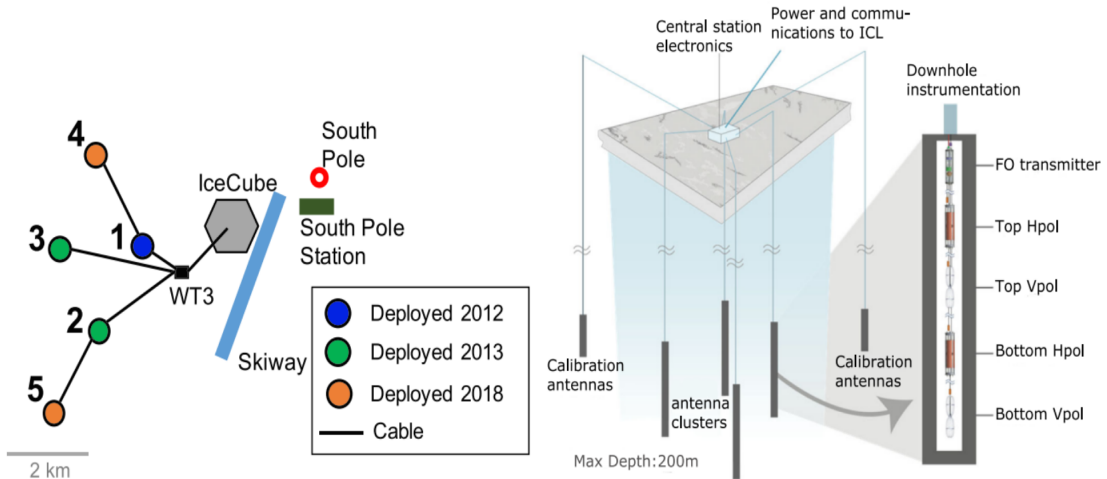 4
South
Pole
IceCube
3
1
South Pole
Station
WT3
2
Deployed 2012
Deployed 2013
Skiway
5
Deployed 2018
Cable
2 km
Central station
electronics
Power and commu-
nications to ICL
Downhole
instrumentation
FO transmitter
Top Hpol
Top Vpol
Bottom Hpol
Bottom Vpol
Calibration
antennas
antenna
clusters
Calibration
antennas
Max Depth:200m